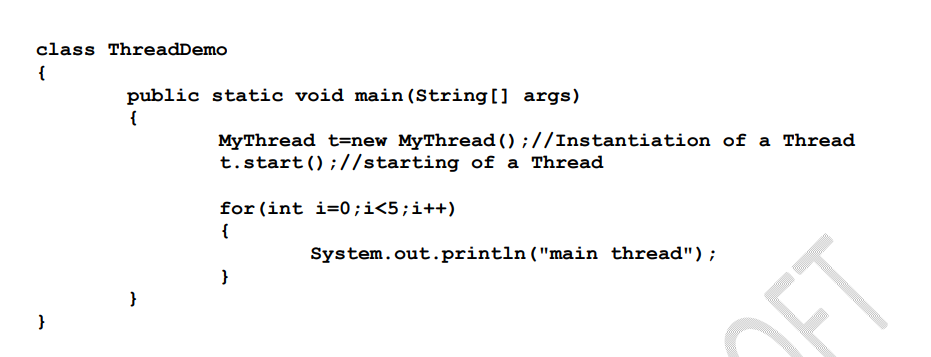 class ThreadDemo
{
public static void main(String[] args)
{
MyThread t=new MyThread();//Instantiation of a Thread
t.start();//starting of a Thread
for(int i=0;i<5;i++)
{
System.out.println("main thread");
}
}
}
OFT